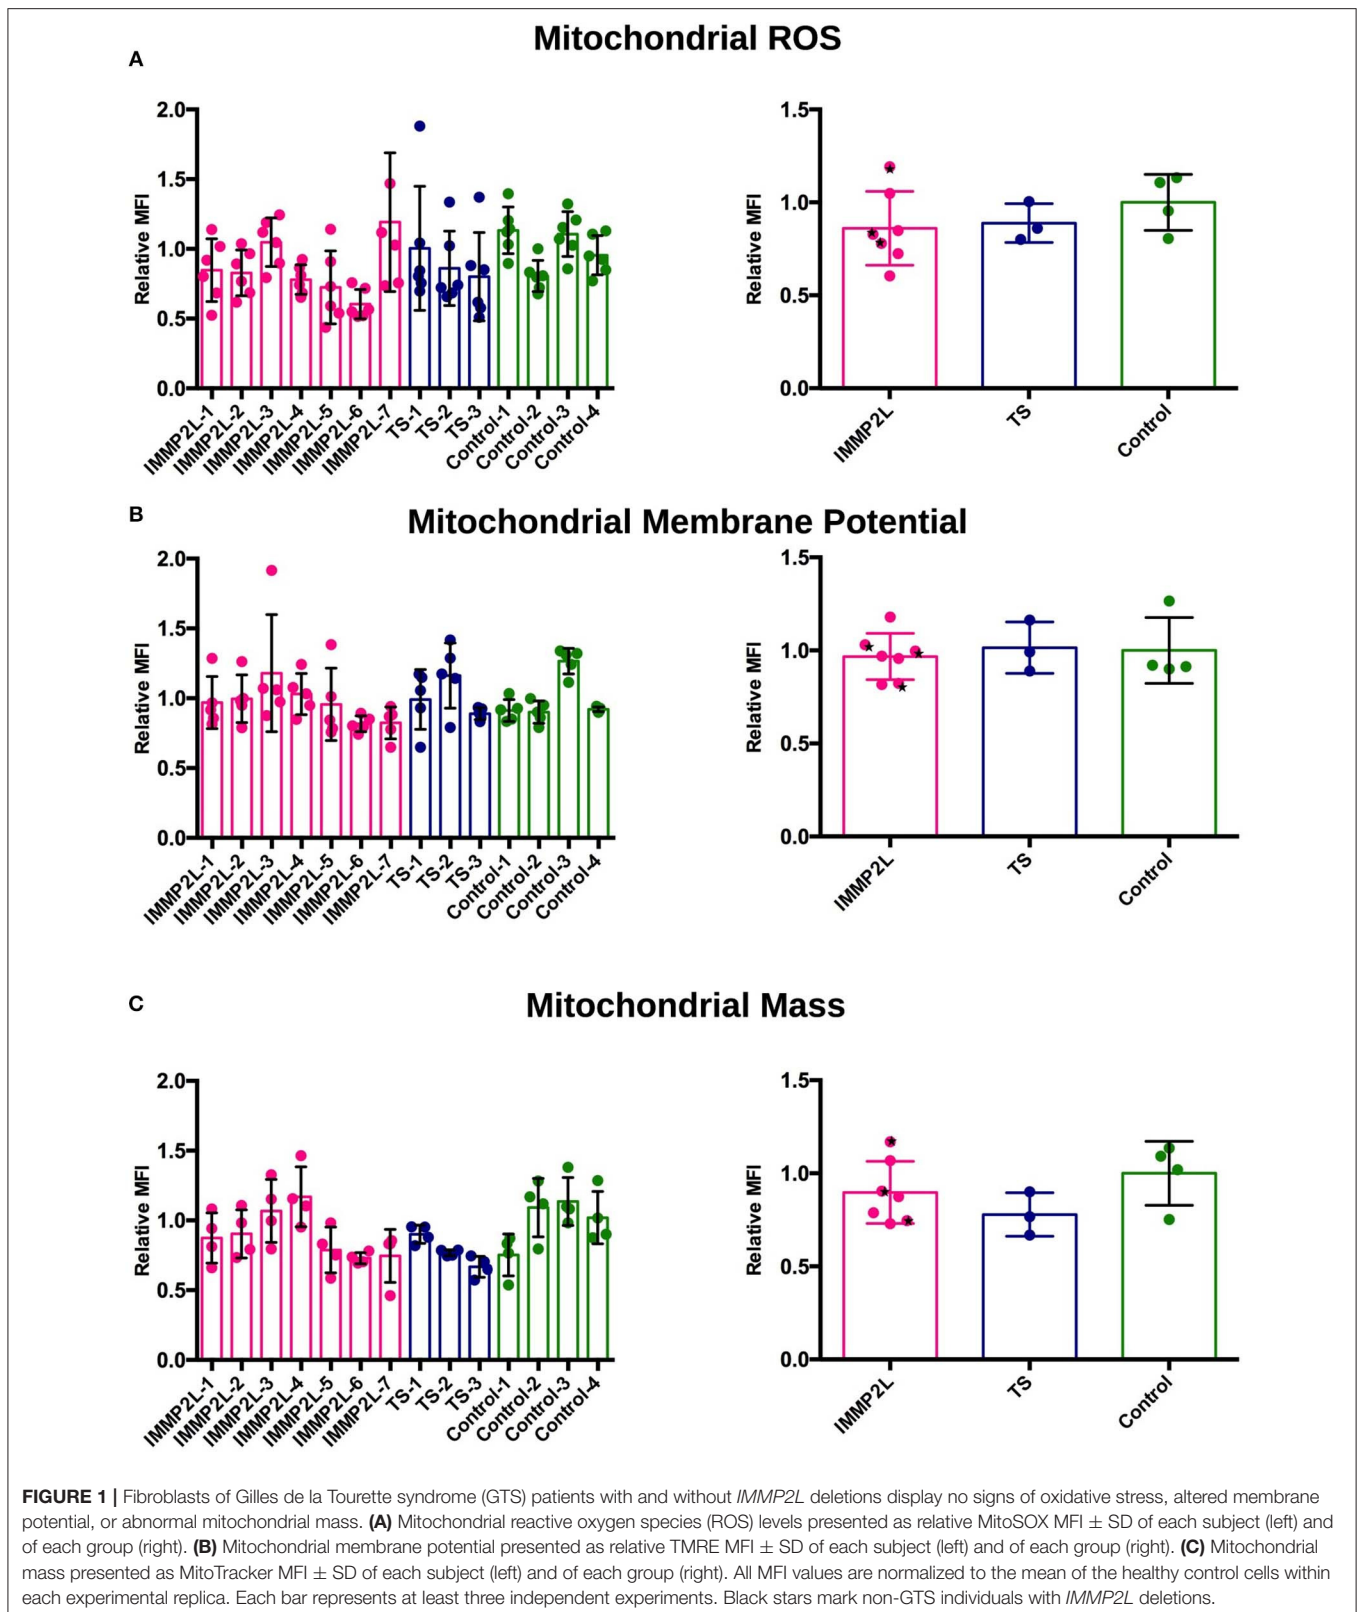 Mitochondrial ROS
A
2.0
1.5
1.0
0.5
0.0
Relative MFI
IMMP2L-1
IMMP2L-2
IMMP2L-3
IMMP2L-4
IMMP2L-5
IMMP2L-6
IMMP2L-7
TS-1
TS-2
TS-3
Control-1
Control-2
Control-3
Control-4
1.5
1.0
0.5
0.0
Relative MFI
IMMP2L
TS
Control
B
Mitochondrial Membrane Potential
2.0
1.5
1.0
0.5
0.0
Relative MFI
IMMP2L-1
IMMP2L-2
IMMP2L-3
IMMP2L-4
IMMP2L-5
IMMP2L-6
IMMP2L-7
TS-1
TS-2
TS-3
Control-1
Control-2
Control-3
Control-4
1.5
1.0
0.5
0.0
Relative MFI
IMMP2L
TS
Control
C
Mitochondrial Mass
2.0
1.5
1.0
0.5
0.0
Relative MFI
IMMP2L-1
IMMP2L-2
IMMP2L-3
IMMP2L-4
IMMP2L-5
IMMP2L-6
IMMP2L-7
TS-1
TS-2
TS-3
Control-1
Control-2
Control-3
Control-4
1.5
1.0
0.5
0.0
Relative MFI
IMMP2L
TS
Control
FIGURE 1 | Fibroblasts of Gilles de la Tourette syndrome (GTS) patients with and without IMMP2L deletions display no signs of oxidative stress, altered membrane
potential, or abnormal mitochondrial mass. (A) Mitochondrial reactive oxygen species (ROS) levels presented as relative MitoSOX MFI ± SD of each subject (left) and
of each group (right). (B) Mitochondrial membrane potential presented as relative TMRE MFI ± SD of each subject (left) and of each group (right). (C) Mitochondrial
mass presented as MitoTracker MFI ± SD of each subject (left) and of each group (right). All MFI values are normalized to the mean of the healthy control cells within
each experimental replica. Each bar represents at least three independent experiments. Black stars mark non-GTS individuals with IMMP2L deletions.